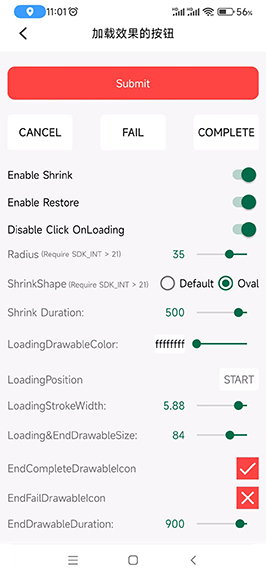 11:01
56%
加载效果的按钮
Submit
CANCEL FAIL COMPLETE
Enable Shrink
Enable Restore
Disable Click OnLoading
Radius (Require SDK_INT > 21) 35
ShrinkShape (Require SDK_INT > 21) Default Oval
Shrink Duration: 500
LoadingDrawableColor: ffffffff
LoadingPosition START
LoadingStrokeWidth: 5.88
Loading&EndDrawableSize: 84
EndCompleteDrawableIcon
EndFailDrawableIcon
EndDrawableDuration: 900